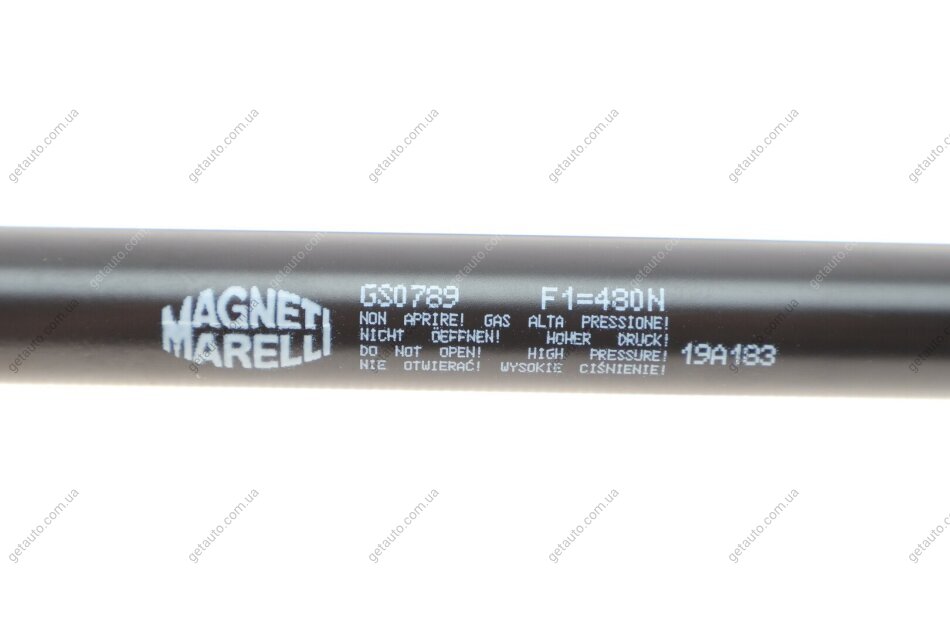 MAGNETI
MARELLI
GS0789 F1=480N
NON APRIRE! GAS ALTA PRESSIONE!
NICHT ÖEFFNEN! HOHER DRUCK!
DO NOT OPEN! HIGH PRESSURE!
NIE OTWIERAĆ! WYSOKIE CIŚNIENIE!
19A183
getauto.com.ua